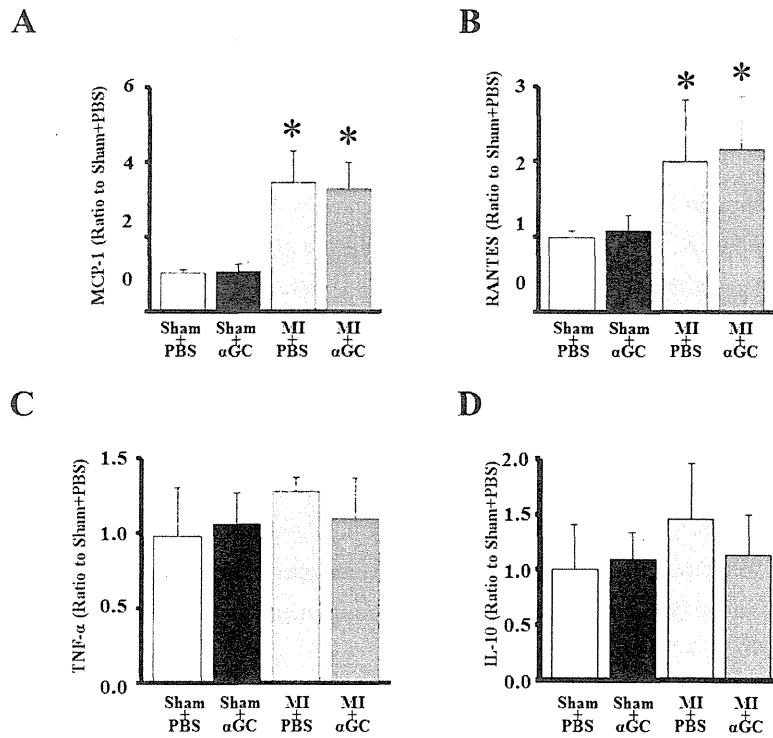 A
MCP-1 (Ratio to Sham+PBS)
6
4
2
0
*
*
Sham
+
PBS
Sham
+
αGC
MI
+
PBS
MI
+
αGC
B
RANTES (Ratio to Sham+PBS)
3
2
1
0
*
*
Sham
+
PBS
Sham
+
αGC
MI
+
PBS
MI
+
αGC
C
TNF-α (Ratio to Sham+PBS)
1.5
1.0
0.5
0.0
Sham
+
PBS
Sham
+
αGC
MI
+
PBS
MI
+
αGC
D
IL-10 (Ratio to Sham+PBS)
2.0
1.5
1.0
0.5
0.0
Sham
+
PBS
Sham
+
αGC
MI
+
PBS
MI
+
αGC